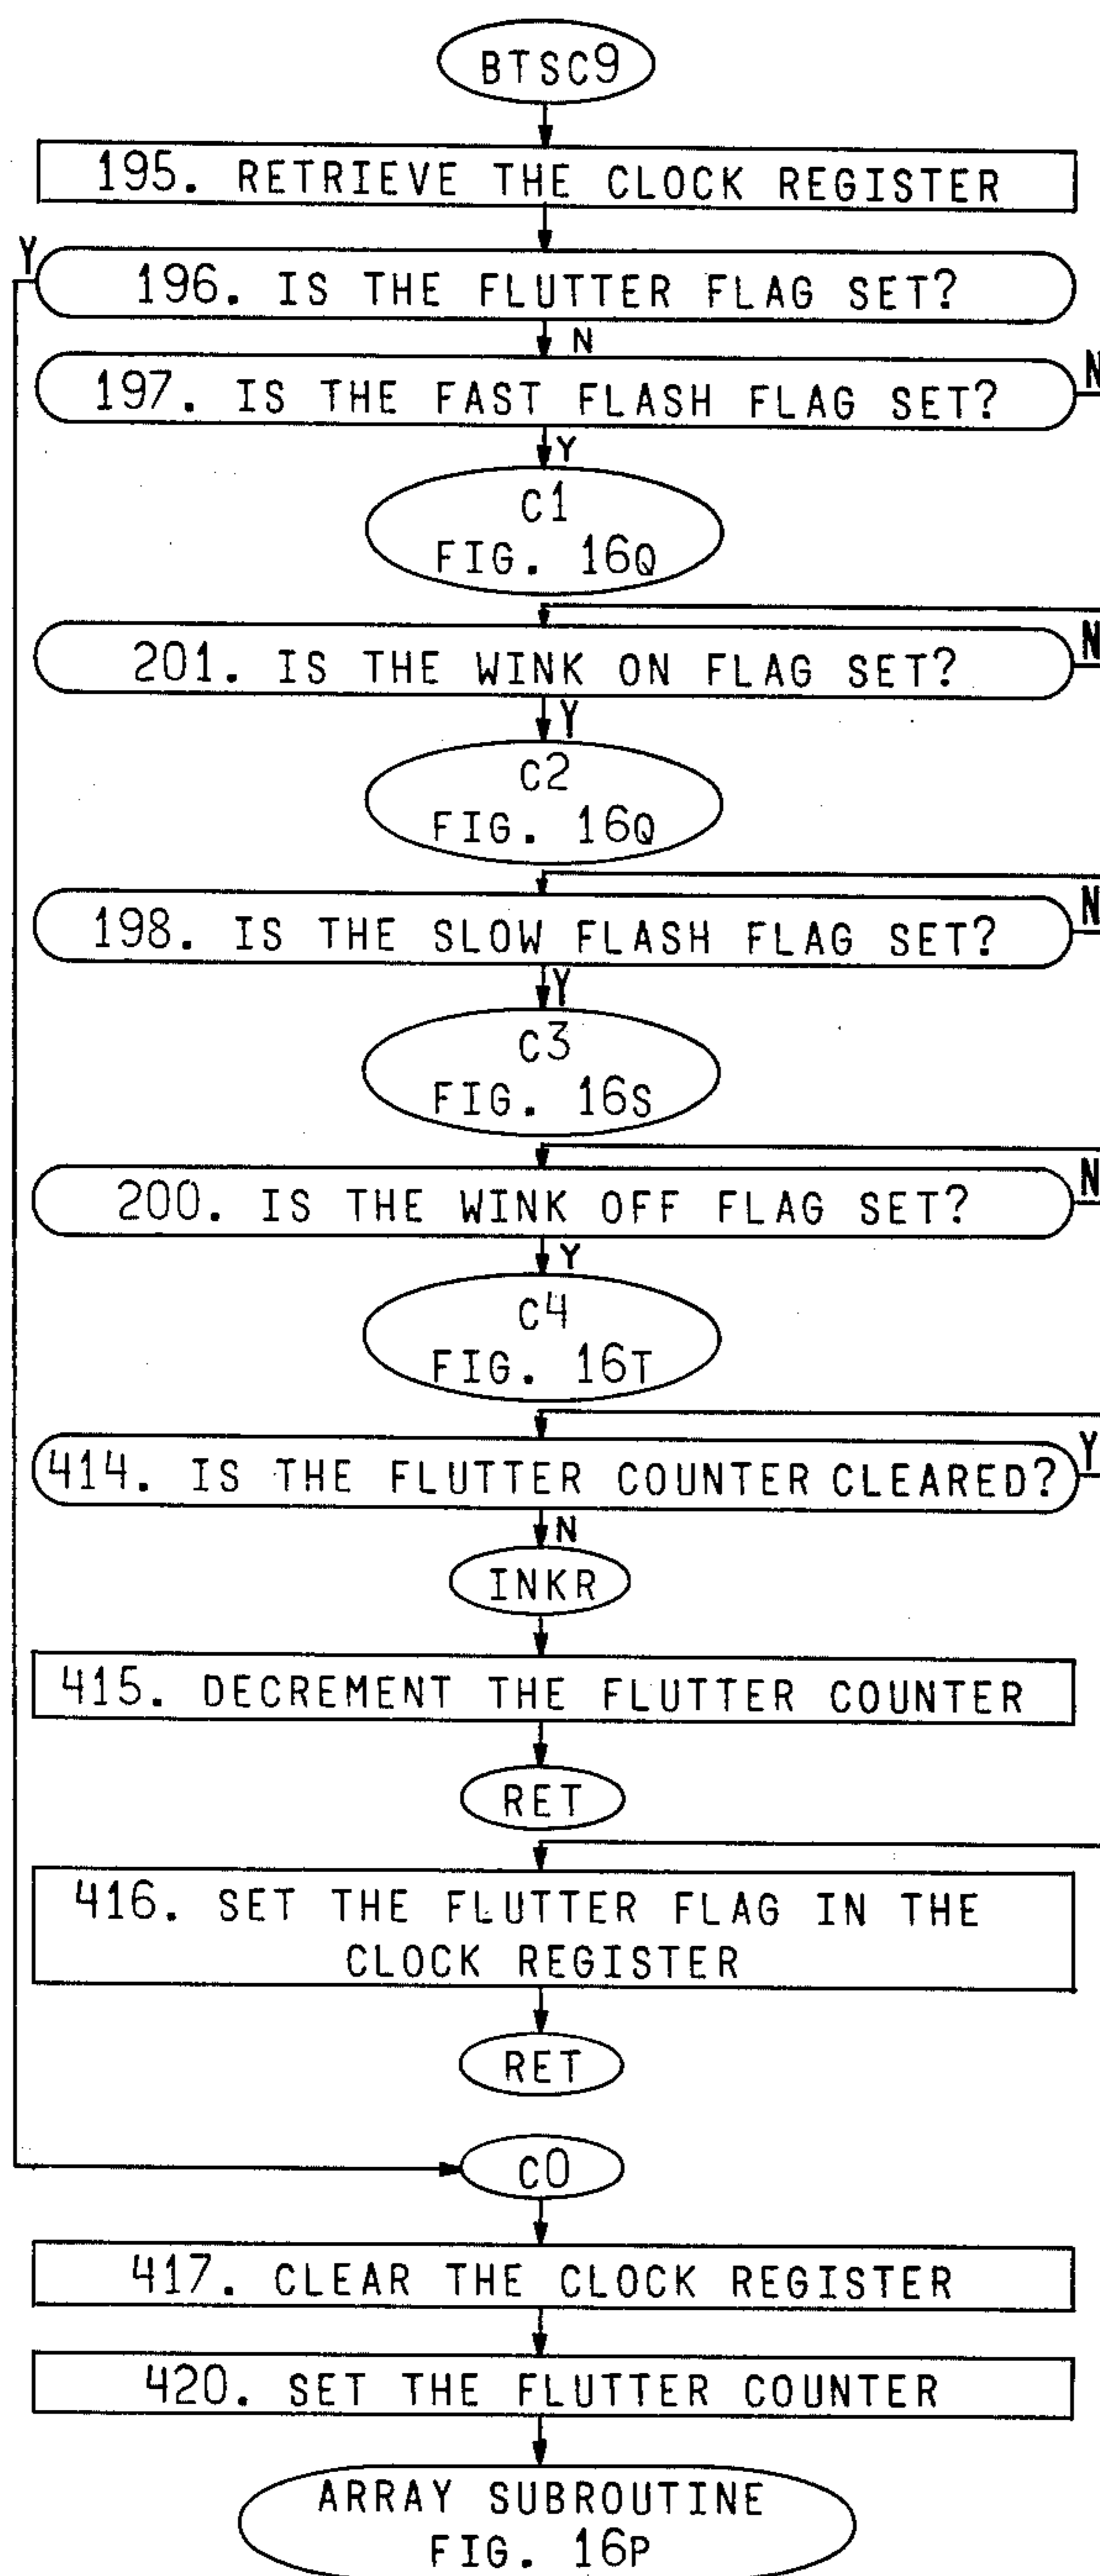 BTSC9
195. RETRIEVE THE CLOCK REGISTER
Y
196. IS THE FLUTTER FLAG SET?
N
197. IS THE FAST FLASH FLAG SET?
N
Y
C1
FIG. 16Q
201. IS THE WINK ON FLAG SET?
N
Y
C2
FIG. 16Q
198. IS THE SLOW FLASH FLAG SET?
N
Y
C3
FIG. 16S
200. IS THE WINK OFF FLAG SET?
N
Y
C4
FIG. 16T
414. IS THE FLUTTER COUNTER CLEARED?
Y
N
INKR
415. DECREMENT THE FLUTTER COUNTER
RET
416. SET THE FLUTTER FLAG IN THE
CLOCK REGISTER
RET
C0
417. CLEAR THE CLOCK REGISTER
420. SET THE FLUTTER COUNTER
ARRAY SUBROUTINE
FIG. 16P